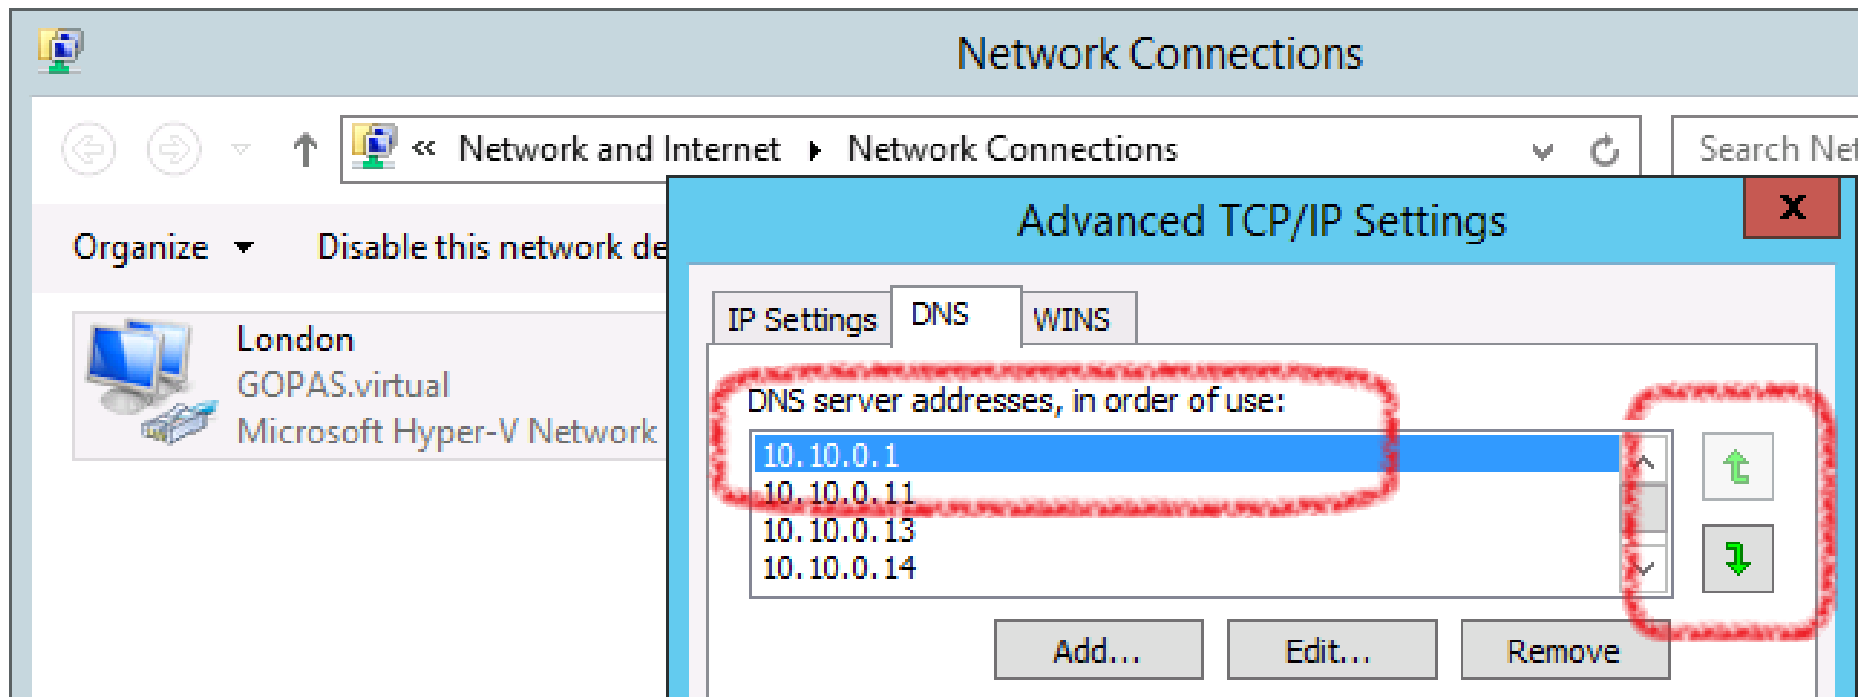 Network Connections
« Network and Internet Network Connections
Search Net
Organize Disable this network de
Advanced TCP/IP Settings
x
IP Settings DNS WINS
London
GOPAS.virtual
Microsoft Hyper-V Network
DNS server addresses, in order of use:
10.10.0.1
10.10.0.11
10.10.0.13
10.10.0.14
Add... Edit... Remove